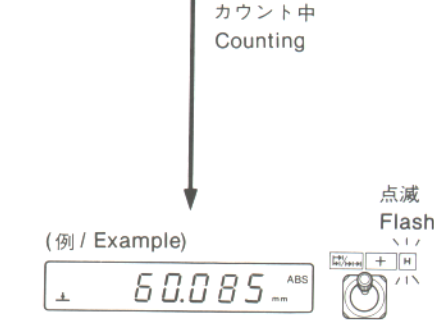 カウント中
Counting
点滅
Flash
(例 / Example)
60.085 mm ABS
+ H